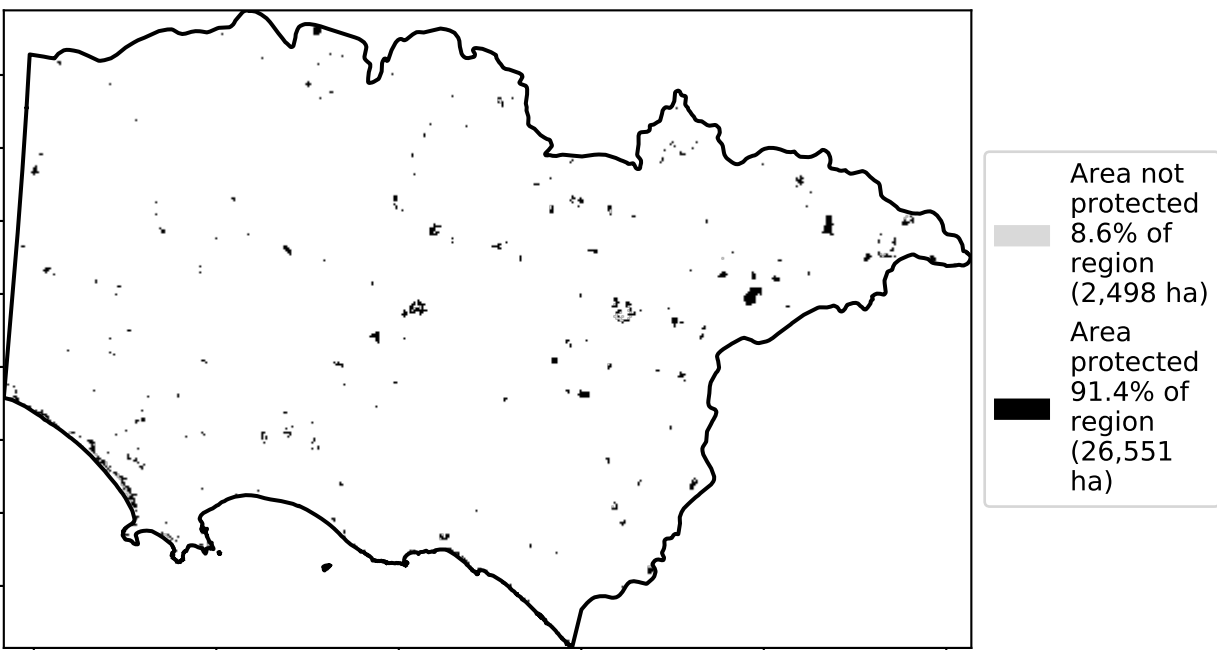 Area not
protected
8.6% of
region
(2,498 ha)
Area
protected
91.4% of
region
(26,551
ha)